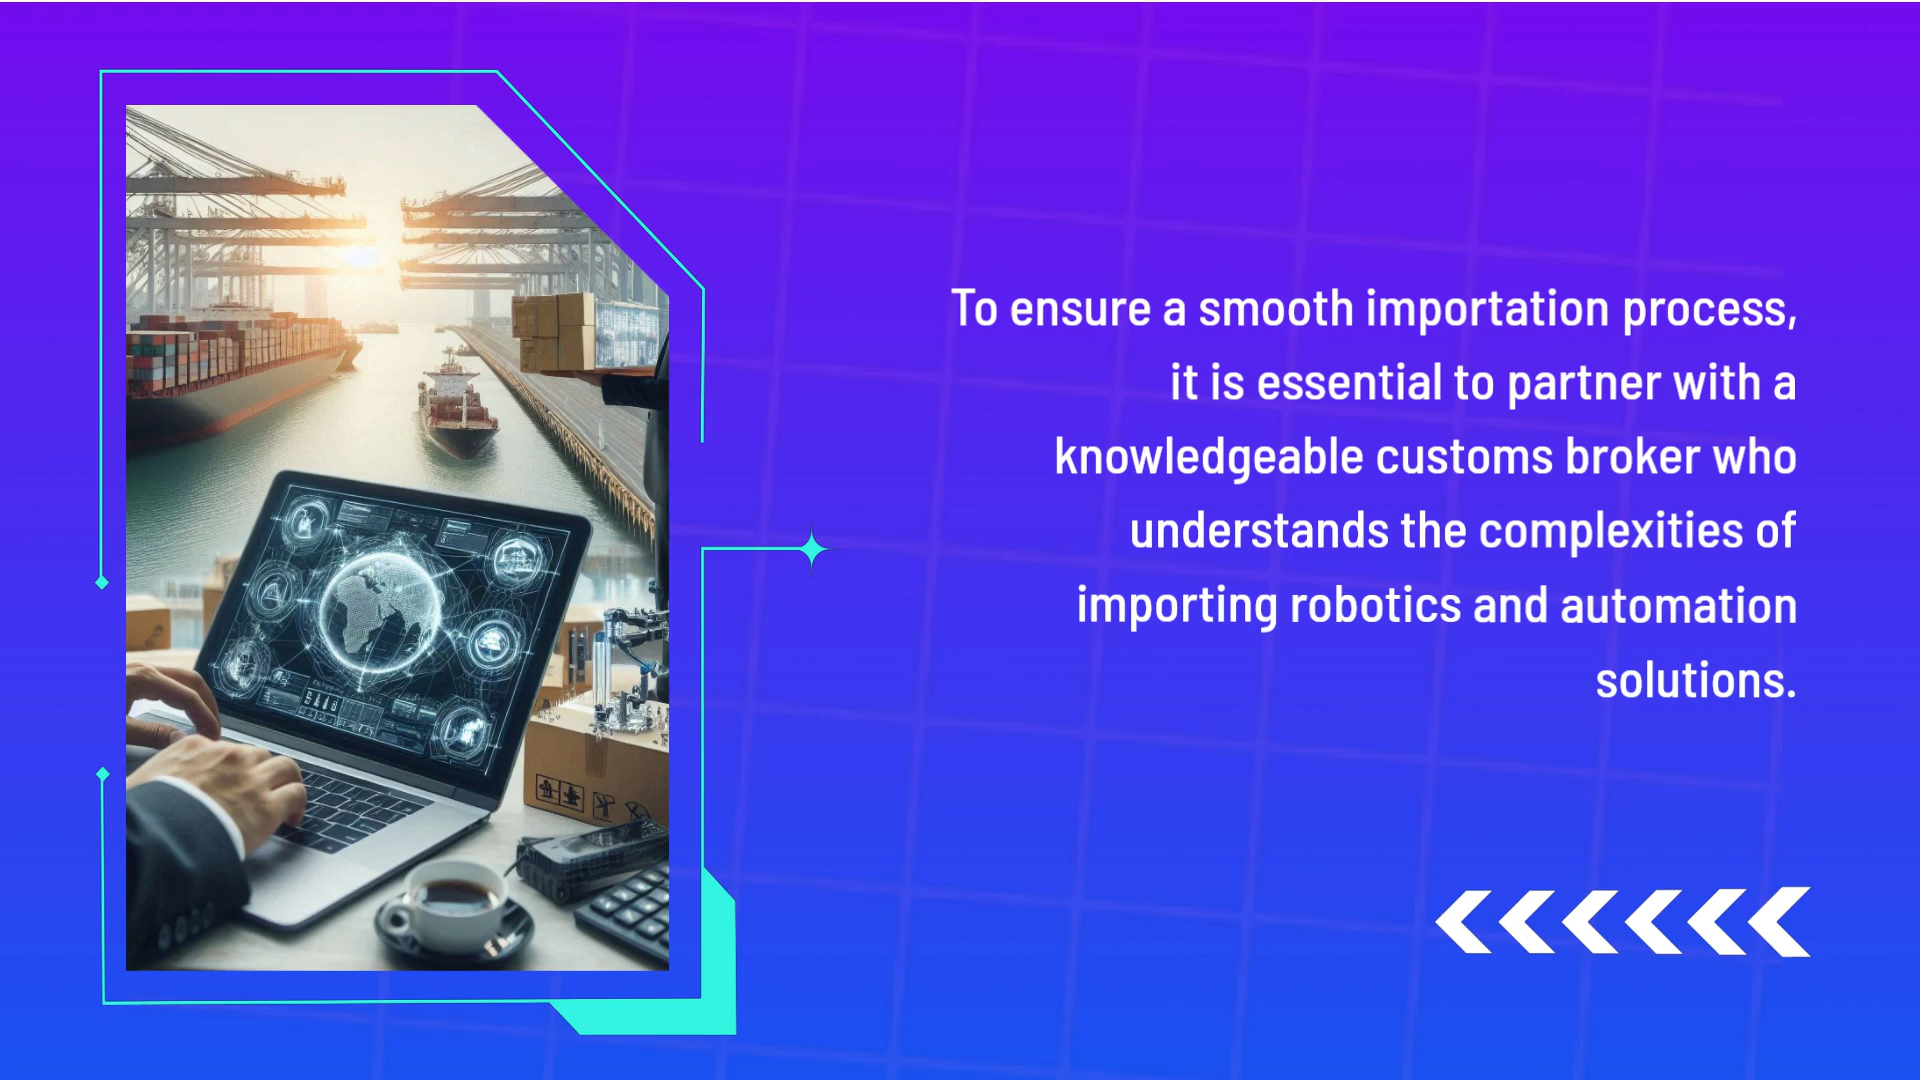 To ensure a smooth importation process,
it is essential to partner with a
knowledgeable customs broker who
understands the complexities of
importing robotics and automation
solutions.